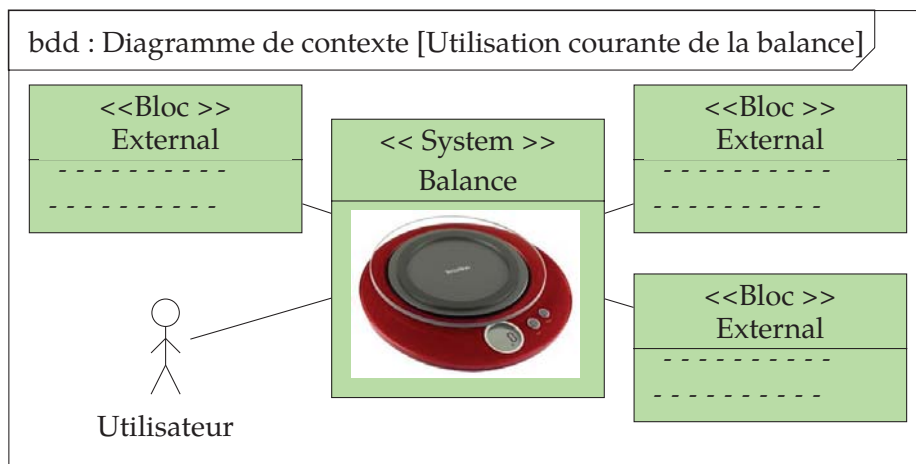 bdd : Diagramme de contexte [Utilisation courante de la balance]
<<Bloc >>
External
- - - - - - - - - -
- - - - - - - - - -
<< System >>
Balance
<<Bloc >>
External
- - - - - - - - - -
- - - - - - - - - -
<<Bloc >>
External
- - - - - - - - - -
- - - - - - - - - -
Utilisateur